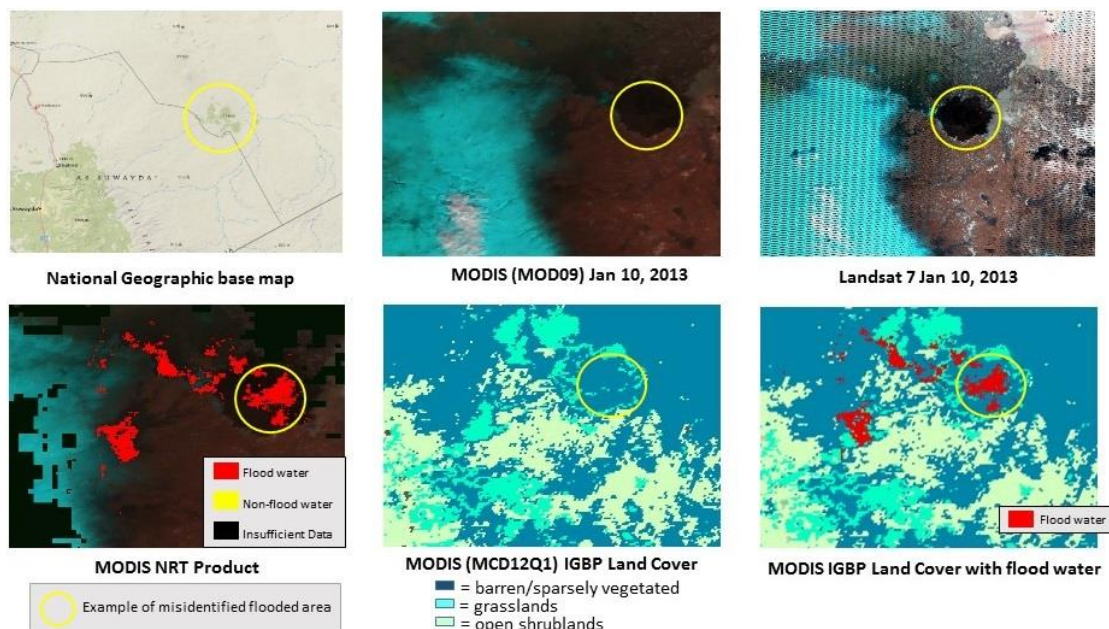 AS SUWAYDA'
National Geographic base map
MODIS (MOD09) Jan 10, 2013
Landsat 7 Jan 10, 2013
Flood water
Non-flood water
Insufficient Data
Flood water
MODIS NRT Product
MODIS (MCD12Q1) IGBP Land Cover
MODIS IGBP Land Cover with flood water
Example of misidentified flooded area
= barren/sparsely vegetated
= grasslands
= open shrublands